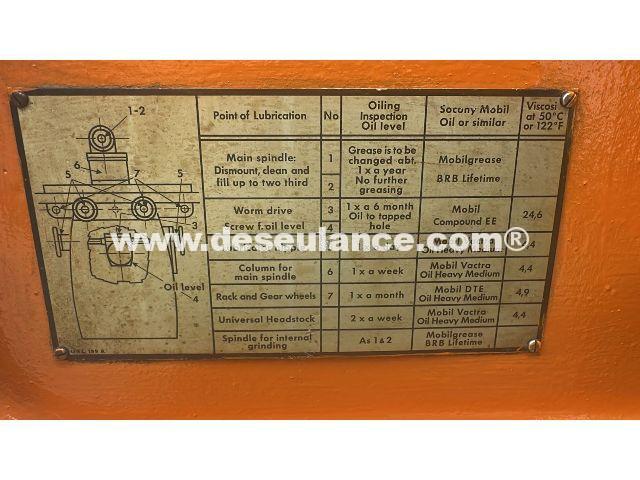 1-2
6
5
7
5
3
Oil level
4
Point of Lubrication
No
Oiling
Inspection
Oil level
Socony Mobil
Oil or similar
Viscosi
at 50°C
or 122°F
Main spindle:
Dismount, clean and
fill up to two third
1
2
Grease is to be
changed abt.
1 x a year
No further
greasing
Mobilgrease
BRB Lifetime
Worm drive
3
1 x a 6 month
Oil to tapped
hole
Mobil
Compound EE
24,6
Screw f. oil level
4
www.deseulance.com®
Column for
main spindle
6
1 x a week
Mobil Vactra
Oil Heavy Medium
4,4
Rack and Gear wheels
7
1 x a month
Mobil DTE
Oil Heavy Medium
4,9
Universal Headstock
2 x a week
Mobil Vactra
Oil Heavy Medium
4,4
Spindle for internal
grinding
As 1 & 2
Mobilgrease
BRB Lifetime